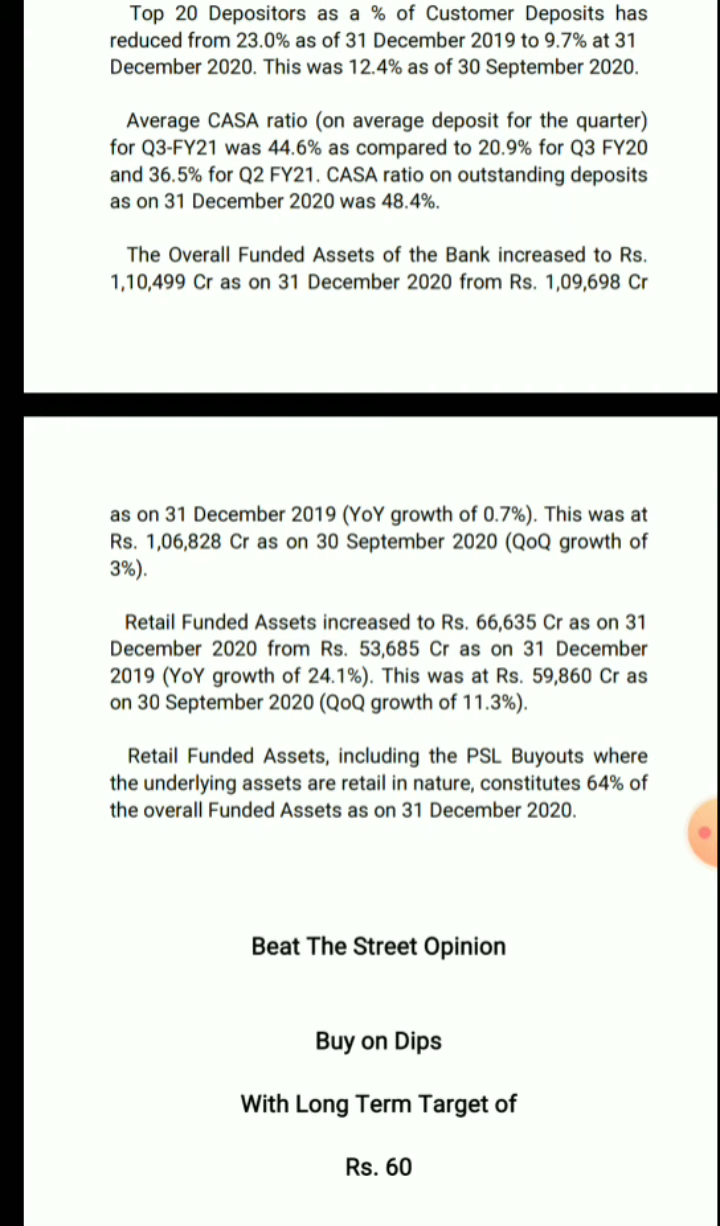 Top 20 Depositors as a % of Customer Deposits has
reduced from 23.0% as of 31 December 2019 to 9.7% at 31
December 2020. This was 12.4% as of 30 September 2020.
Average CASA ratio (on average deposit for the quarter)
for Q3-FY21 was 44.6% as compared to 20.9% for Q3 FY20
and 36.5% for Q2 FY21. CASA ratio on outstanding deposits
as on 31 December 2020 was 48.4%.
The Overall Funded Assets of the Bank increased to Rs.
1,10,499 Cr as on 31 December 2020 from Rs. 1,09,698 Cr
as on 31 December 2019 (YoY growth of 0.7%). This was at
Rs. 1,06,828 Cr as on 30 September 2020 (QoQ growth of
3%).
Retail Funded Assets increased to Rs. 66,635 Cr as on 31
December 2020 from Rs. 53,685 Cr as on 31 December
2019 (YoY growth of 24.1%). This was at Rs. 59,860 Cr as
on 30 September 2020 (QoQ growth of 11.3%).
Retail Funded Assets, including the PSL Buyouts where
the underlying assets are retail in nature, constitutes 64% of
the overall Funded Assets as on 31 December 2020.
Beat The Street Opinion
Buy on Dips
With Long Term Target of
Rs. 60